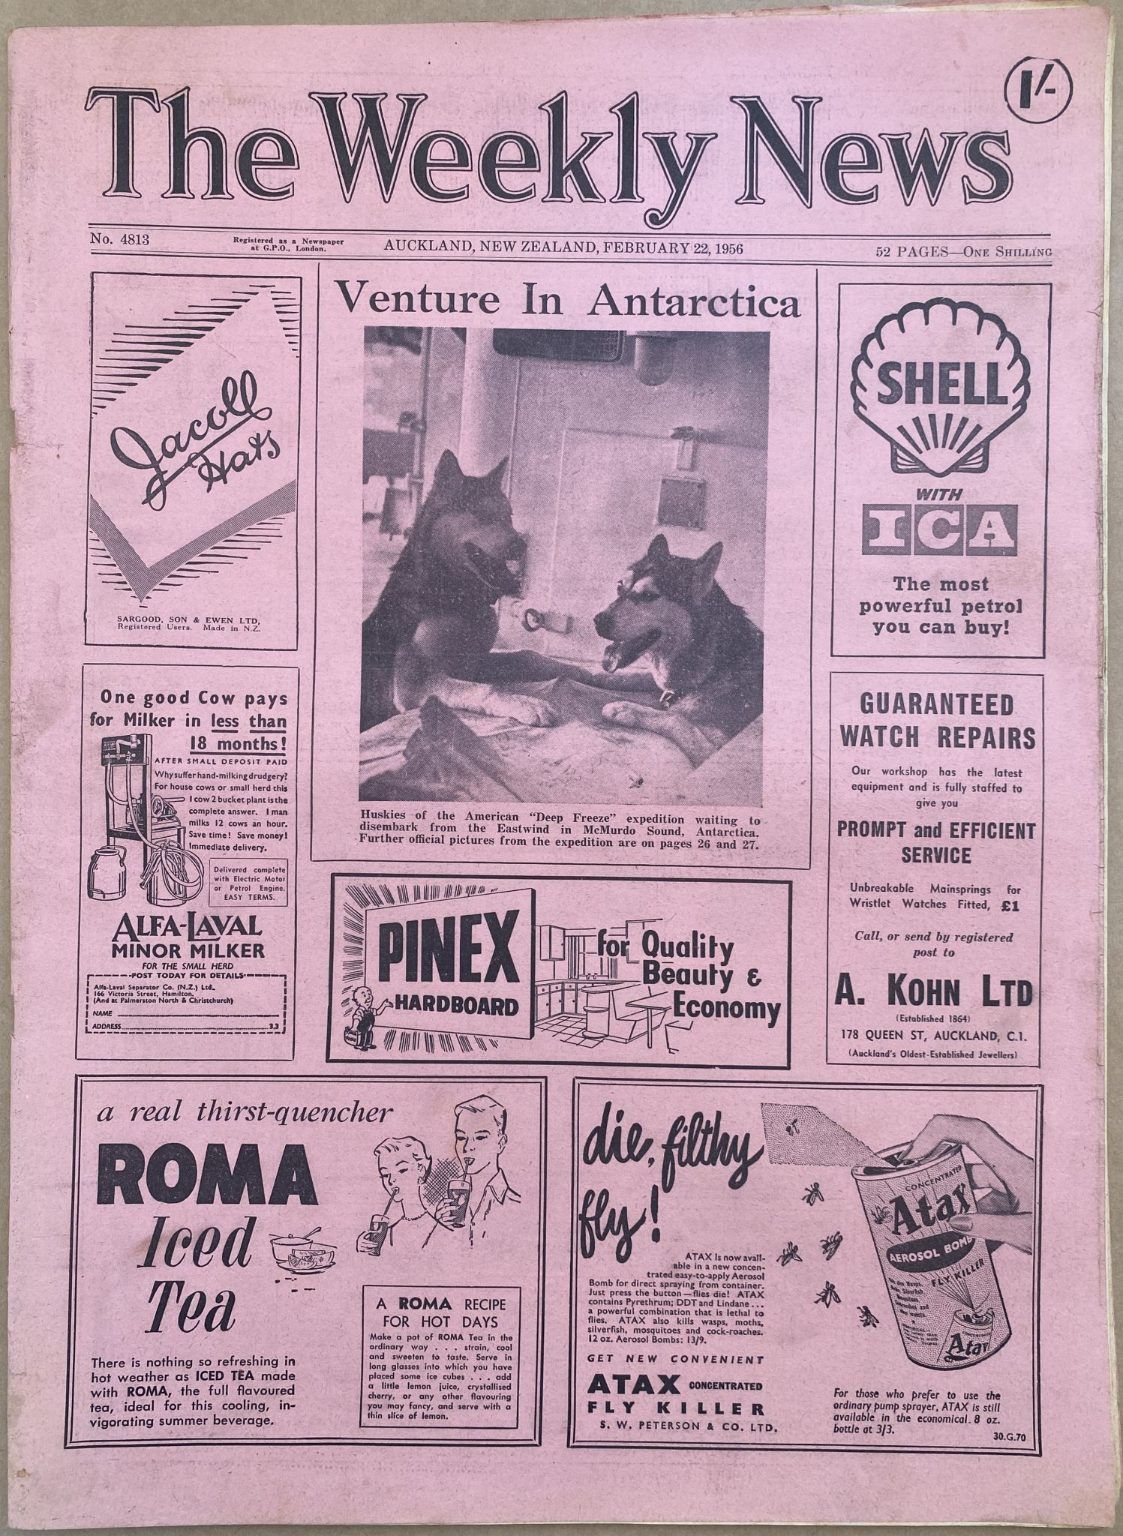 The Weekly News
1/-
No. 4813
Registered as a Newspaper
at G.P.O., London.
AUCKLAND, NEW ZEALAND, FEBRUARY 22, 1956
52 PAGES—ONE SHILLING
Jacoll
Hats
SARGOOD, SON & EWEN LTD,
Registered Users. Made in N.Z.
Venture In Antarctica
Huskies of the American "Deep Freeze" expedition waiting to
disembark from the Eastwind in McMurdo Sound, Antarctica.
Further official pictures from the expedition are on pages 26 and 27.
SHELL
WITH
ICA
The most
powerful petrol
you can buy!
One good Cow pays
for Milker in less than
18 months!
AFTER SMALL DEPOSIT PAID
Why suffer hand-milking drudgery?
For house cows or small herd this
1 cow 2 bucket plant is the
complete answer. 1 man
milks 12 cows an hour.
Save time! Save money!
Immediate delivery.
Delivered complete
with Electric Motor
or Petrol Engine.
EASY TERMS.
ALFA-LAVAL
MINOR MILKER
FOR THE SMALL HERD
POST TODAY FOR DETAILS
Alfa-Laval Separator Co. (N.Z.) Ltd.,
166 Victoria Street, Hamilton.
(And at Palmerston North & Christchurch)
NAME
ADDRESS
3.3
PINEX
HARDBOARD
for Quality
Beauty &
Economy
GUARANTEED
WATCH REPAIRS
Our workshop has the latest
equipment and is fully staffed to
give you
PROMPT and EFFICIENT
SERVICE
Unbreakable Mainsprings for
Wristlet Watches Fitted, £1
Call, or send by registered
post to
A. KOHN LTD
(Established 1864)
178 QUEEN ST, AUCKLAND, C.1.
(Auckland's Oldest-Established Jewellers)
a real thirst-quencher
ROMA
Iced
Tea
There is nothing so refreshing in
hot weather as ICED TEA made
with ROMA, the full flavoured
tea, ideal for this cooling, in-
vigorating summer beverage.
A ROMA RECIPE
FOR HOT DAYS
Make a pot of ROMA Tea in the
ordinary way . . . strain, cool
and sweeten to taste. Serve in
long glasses into which you have
placed some ice cubes . . . add
a little lemon juice, crystallised
cherry, or any other flavouring
you may fancy, and serve with a
thin slice of lemon.
die, filthy
fly!
ATAX is now avail-
able in a new concen-
trated easy-to-apply Aerosol
Bomb for direct spraying from container.
Just press the button—flies die! ATAX
contains Pyrethrum; DDT and Lindane...
a powerful combination that is lethal to
flies. ATAX also kills wasps, moths,
silverfish, mosquitoes and cock-roaches.
12 oz. Aerosol Bombs: 13/9.
GET NEW CONVENIENT
ATAX CONCENTRATED
FLY KILLER
S. W. PETERSON & CO. LTD.
CONCENTRATED
Atax
AEROSOL BOMB
FLY KILLER
Atax
For those who prefer to use the
ordinary pump sprayer, ATAX is still
available in the economical 8 oz.
bottle at 3/3.
30.G.70